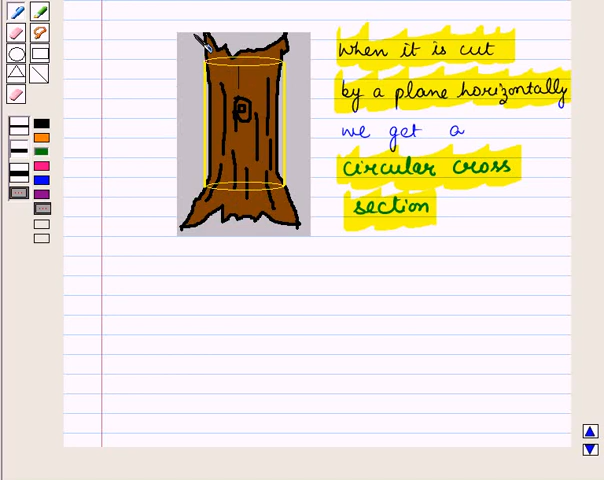 when it is cut
by a plane horizontally
we get a
circular cross
section